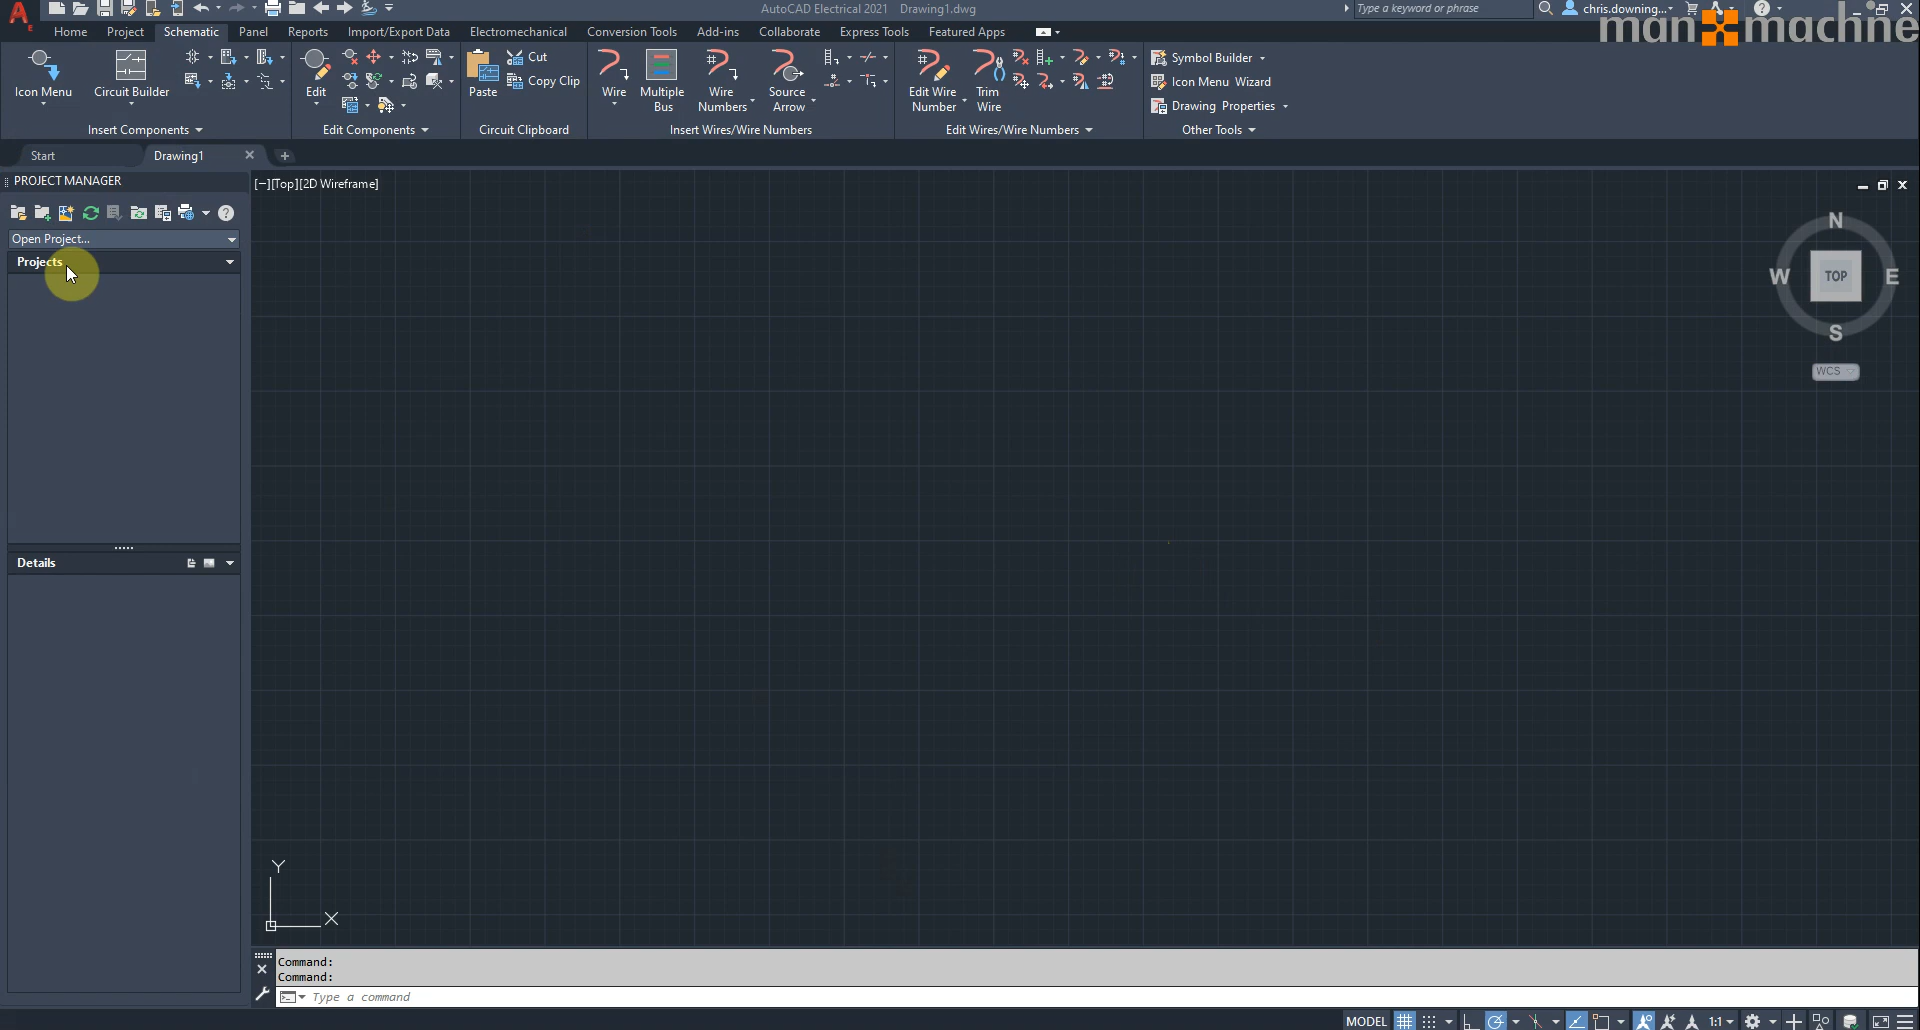 AutoCAD Electrical 2021 Drawing1.dwg
Type a keyword or phrase
chris.downing...
man machine
Home Project Schematic Panel Reports Import/Export Data Electromechanical Conversion Tools Add-ins Collaborate Express Tools Featured Apps
Icon Menu
Circuit Builder
Insert Components
Edit
Edit Components
Paste
Cut
Copy Clip
Circuit Clipboard
Wire
Multiple
Bus
Wire
Numbers
Source
Arrow
Insert Wires/Wire Numbers
Edit Wire
Number
Trim
Wire
Edit Wires/Wire Numbers
Symbol Builder
Icon Menu Wizard
Drawing Properties
Other Tools
Start
Drawing1
PROJECT MANAGER
Open Project...
Projects
Details
[−][Top][2D Wireframe]
N
W
TOP
E
S
WCS
Y
X
Command:
Command:
Type a command
MODEL
1:1